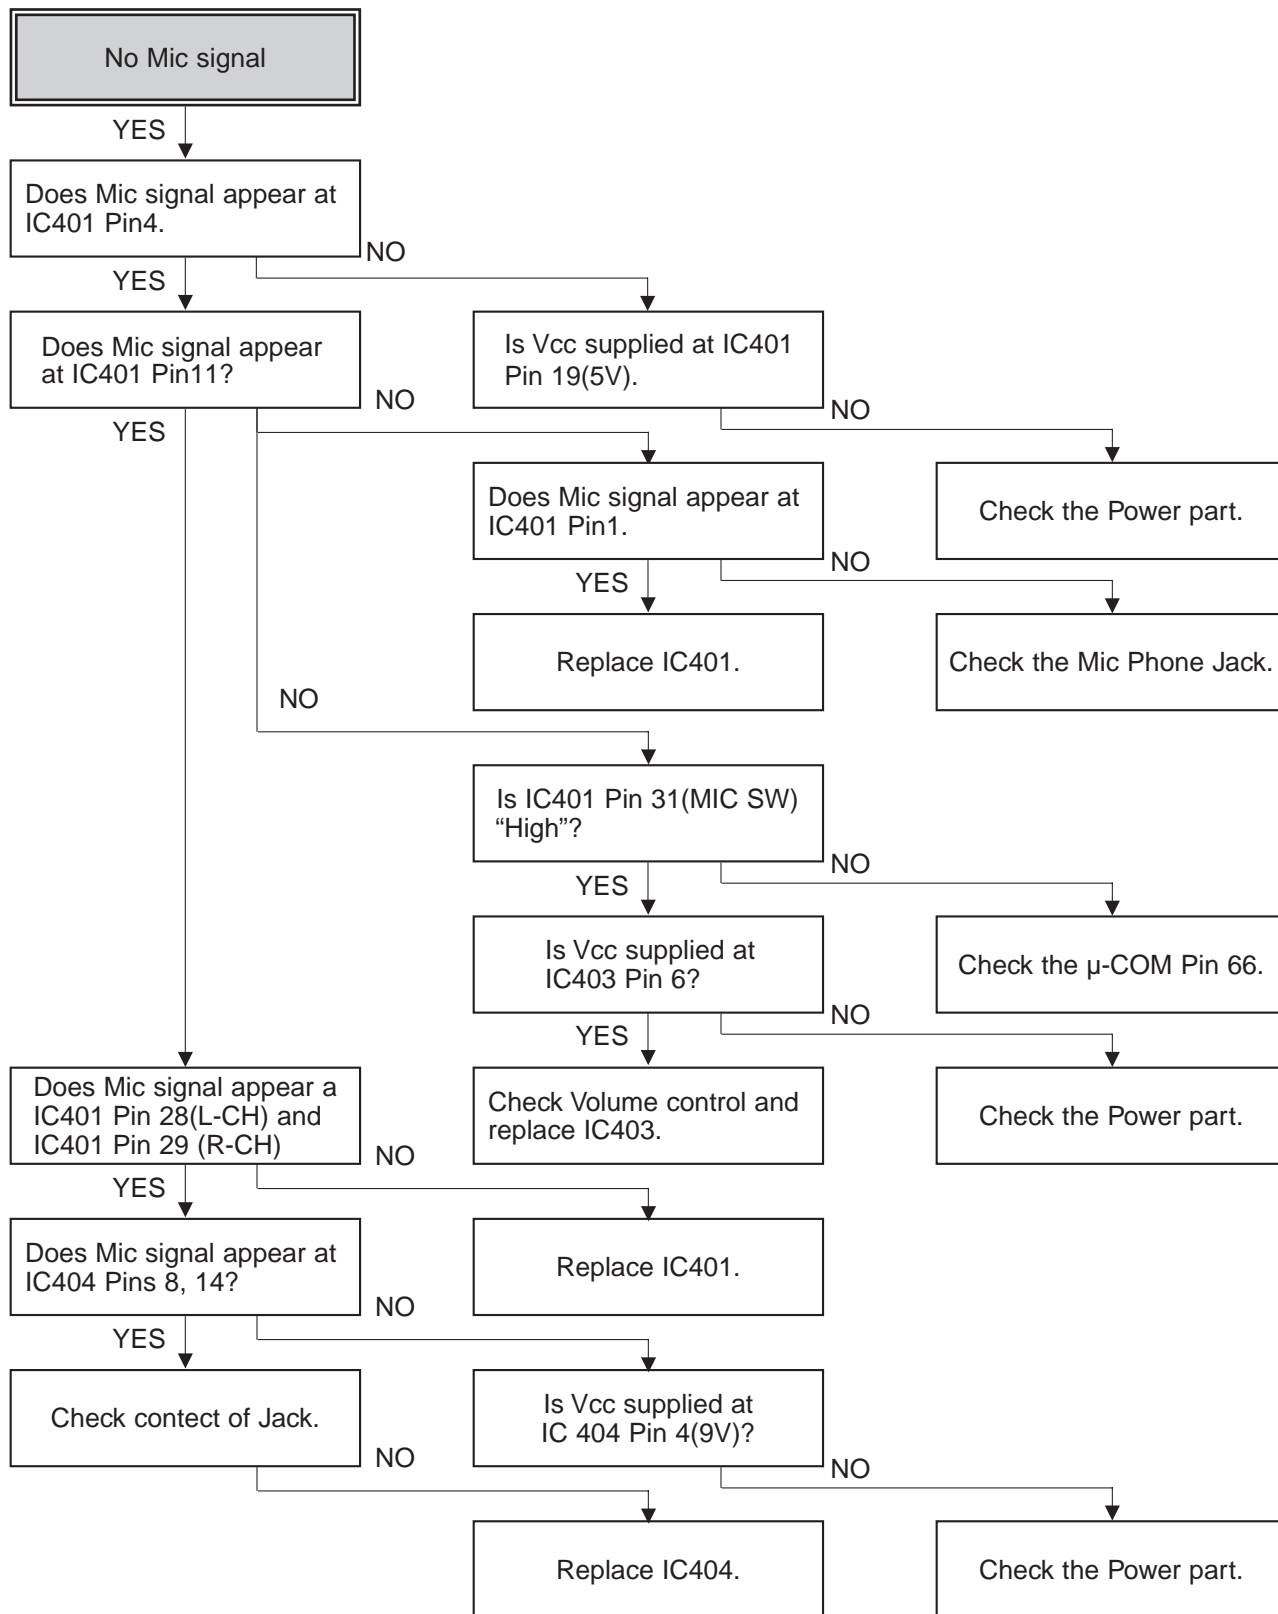 No Mic signal
YES
Does Mic signal appear at
IC401 Pin4.
NO
YES
Does Mic signal appear
at IC401 Pin11?
Is Vcc supplied at IC401
Pin 19(5V).
NO
NO
YES
Does Mic signal appear at
IC401 Pin1.
Check the Power part.
NO
YES
Replace IC401.
Check the Mic Phone Jack.
NO
Is IC401 Pin 31(MIC SW)
“High”?
NO
YES
Is Vcc supplied at
IC403 Pin 6?
Check the µ-COM Pin 66.
NO
YES
Does Mic signal appear a
IC401 Pin 28(L-CH) and
IC401 Pin 29 (R-CH)
Check Volume control and
replace IC403.
Check the Power part.
NO
YES
Does Mic signal appear at
IC404 Pins 8, 14?
Replace IC401.
NO
YES
Check contect of Jack.
Is Vcc supplied at
IC 404 Pin 4(9V)?
NO
NO
Replace IC404.
Check the Power part.